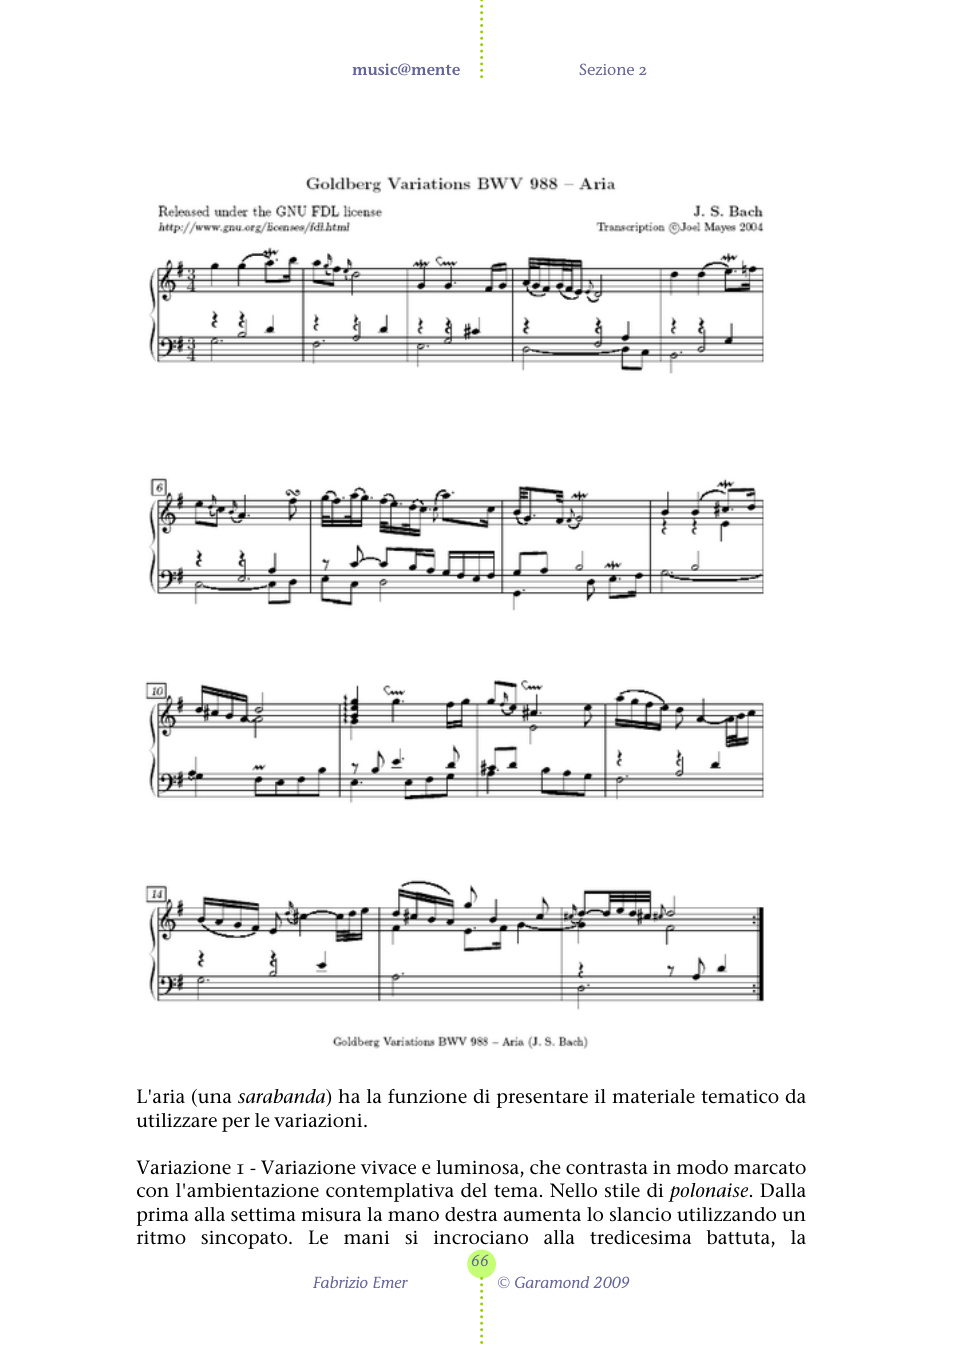 music@mente Sezione 2
Goldberg Variations BWV 988 – Aria
Released under the GNU FDL license J. S. Bach
http://www.gnu.org/licenses/fdl.html Transcription ©Joel Mayes 2004
6
10
14
Goldberg Variations BWV 988 – Aria (J. S. Bach)
L'aria (una sarabanda) ha la funzione di presentare il materiale tematico da
utilizzare per le variazioni.
Variazione 1 - Variazione vivace e luminosa, che contrasta in modo marcato
con l'ambientazione contemplativa del tema. Nello stile di polonaise. Dalla
prima alla settima misura la mano destra aumenta lo slancio utilizzando un
ritmo sincopato. Le mani si incrociano alla tredicesima battuta, la
66
Fabrizio Emer © Garamond 2009